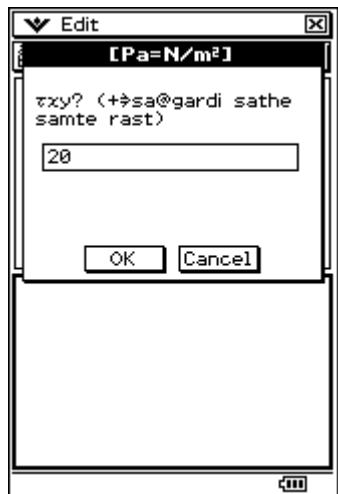 Edit
[Pa=N/m²]
τxy? (+→sa@gardi sathe
samte rast)
20
OK Cancel